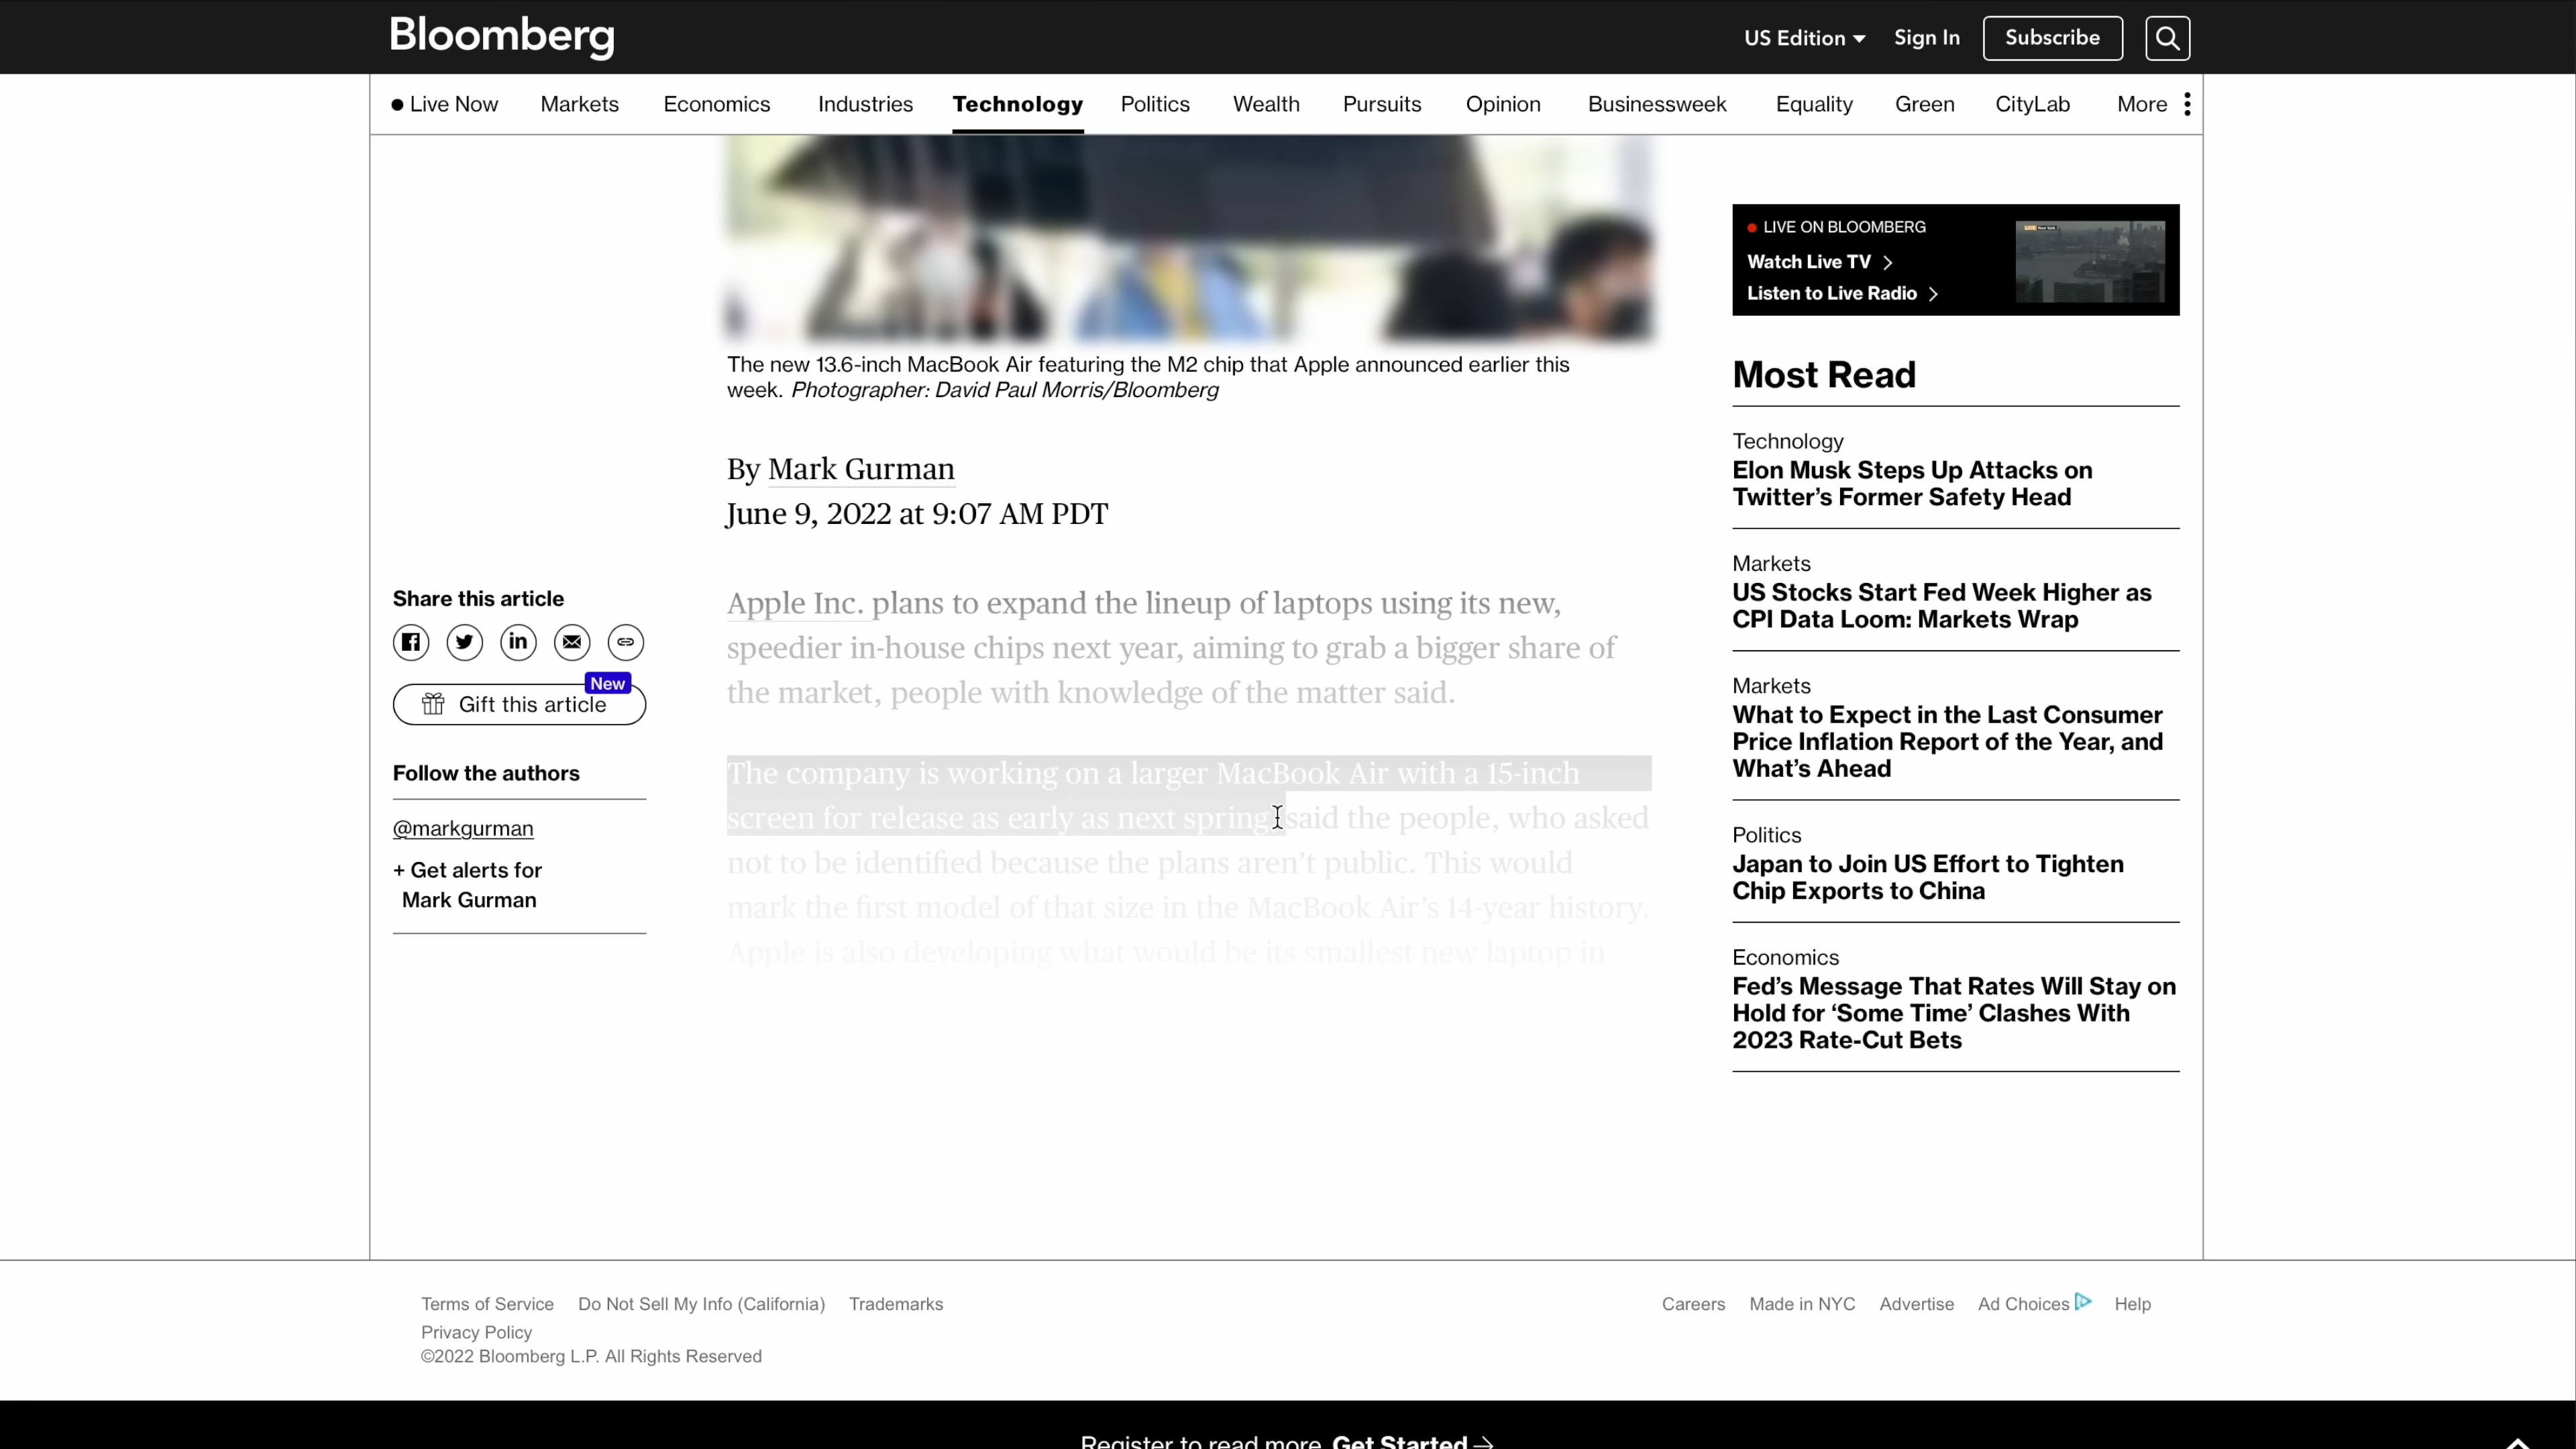 Bloomberg
US Edition
Sign In
Subscribe
Live Now
Markets
Economics
Industries
Technology
Politics
Wealth
Pursuits
Opinion
Businessweek
Equality
Green
CityLab
More
The new 13.6-inch MacBook Air featuring the M2 chip that Apple announced earlier this
week. Photographer: David Paul Morris/Bloomberg
By Mark Gurman
June 9, 2022 at 9:07 AM PDT
Share this article
New
Gift this article
Follow the authors
@markgurman
+ Get alerts for
Mark Gurman
Apple Inc. plans to expand the lineup of laptops using its new,
speedier in-house chips next year, aiming to grab a bigger share of
the market, people with knowledge of the matter said.
The company is working on a larger MacBook Air with a 15-inch
screen for release as early as next spring, said the people, who asked
not to be identified because the plans aren’t public. This would
mark the first model of that size in the MacBook Air’s 14-year history.
Apple is also developing what would be its smallest new laptop in
LIVE ON BLOOMBERG
Watch Live TV
Listen to Live Radio
Most Read
Technology
Elon Musk Steps Up Attacks on
Twitter’s Former Safety Head
Markets
US Stocks Start Fed Week Higher as
CPI Data Loom: Markets Wrap
Markets
What to Expect in the Last Consumer
Price Inflation Report of the Year, and
What’s Ahead
Politics
Japan to Join US Effort to Tighten
Chip Exports to China
Economics
Fed’s Message That Rates Will Stay on
Hold for ‘Some Time’ Clashes With
2023 Rate-Cut Bets
Terms of Service
Do Not Sell My Info (California)
Trademarks
Privacy Policy
©2022 Bloomberg L.P. All Rights Reserved
Careers
Made in NYC
Advertise
Ad Choices
Help
Register to read more. Get Started